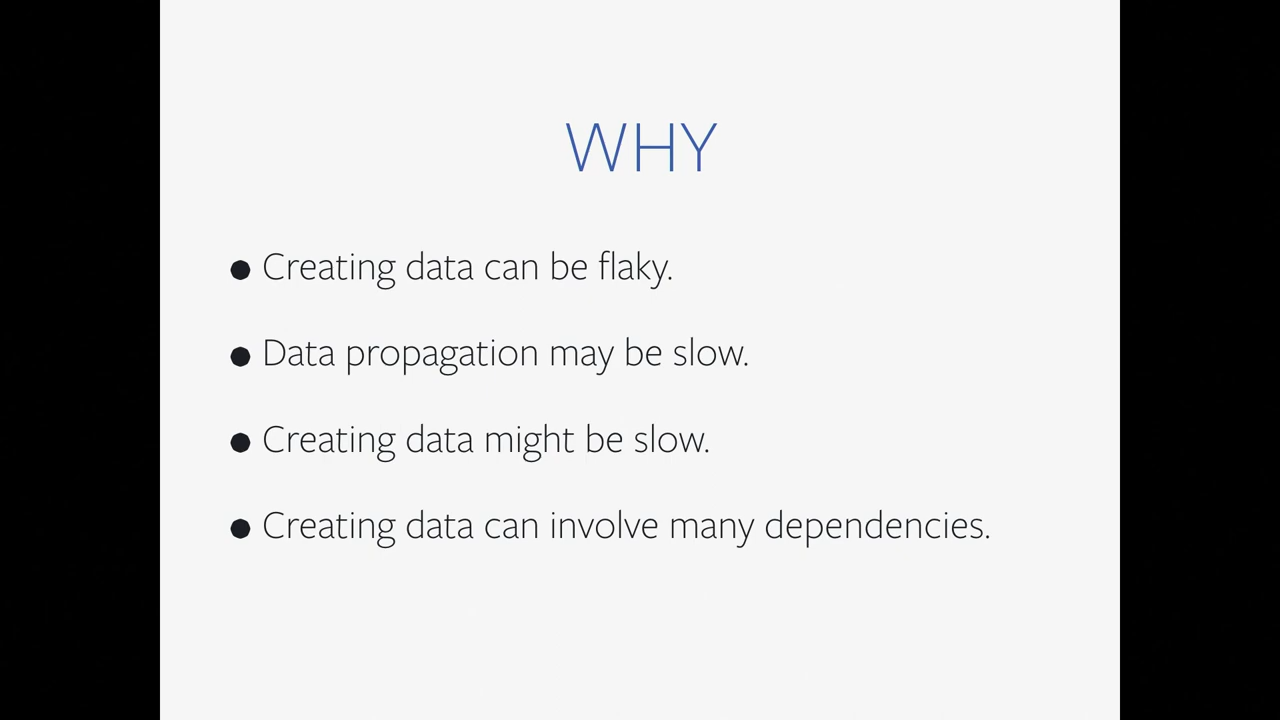 WHY
● Creating data can be flaky.
● Data propagation may be slow.
● Creating data might be slow.
● Creating data can involve many dependencies.